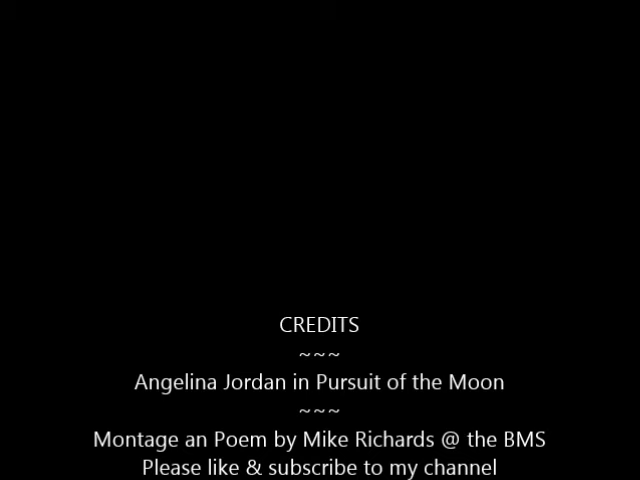 CREDITS
~~~
Angelina Jordan in Pursuit of the Moon
~~~
Montage an Poem by Mike Richards @ the BMS
Please like & subscribe to my channel